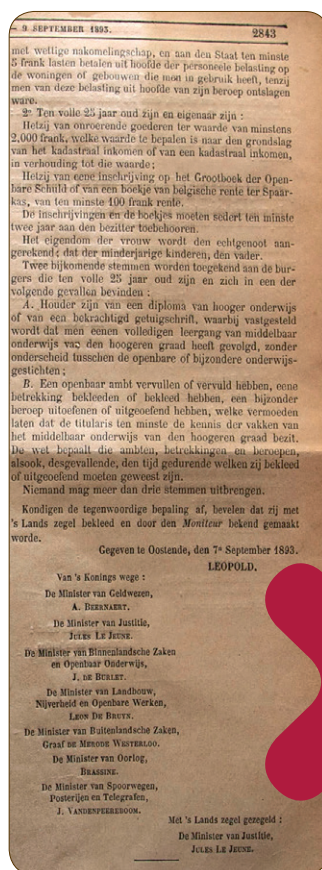 — 9 SEPTEMBER 1893.
2843
met wettige nakomelingschap, en aan den Staat ten minste
5 frank lasten betalen uit hoofde der personeele belasting op
de woningen of gebouwen die men in gebruik heeft, tenzij
men van deze belasting uit hoofde van zijn beroep ontslagen
ware.
2° Ten volle 25 jaar oud zijn en eigenaar zijn :
Hetzij van onroerende goederen ter waarde van minstens
2,000 frank, welke waarde te bepalen is naar den grondslag
van het kadastraal inkomen of van een kadastraal inkomen,
in verhouding tot die waarde;
Hetzij van eene inschrijving op het Grootboek der Open-
bare Schuld of van een boekje van belgische rente ter Spaar-
kas, van ten minste 100 frank rente.
De inschrijvingen en de boekjes moeten sedert ten minste
twee jaar aan den bezitter toebehooren.
Het eigendom der vrouw wordt den echtgenoot aan-
gerekend; dat der minderjarige kinderen, den vader.
Twee bijkomende stemmen worden toegekend aan de bur-
gers die ten volle 25 jaar oud zijn en zich in een der
volgende gevallen bevinden :
A. Houder zijn van een diploma van hooger onderwijs
of van een bekrachtigd getuigschrift, waarbij vastgesteld
wordt dat men eenen volledigen leergang van middelbaar
onderwijs van den hoogeren graad heeft gevolgd, zonder
onderscheid tusschen de openbare of bijzondere onderwijs-
gestichten;
B. Een openbaar ambt vervullen of vervuld hebben, eene
betrekking bekleeden of bekleed hebben, een bijzonder
beroep uitoefenen of uitgeoefend hebben, welke vermoeden
laten dat de titularis ten minste de kennis der vakken van
het middelbaar onderwijs van den hoogeren graad bezit.
De wet bepaalt die ambten, betrekkingen en beroepen,
alsook, desgevallende, den tijd gedurende welken zij bekleed
of uitgeoefend moeten geweest zijn.
Niemand mag meer dan drie stemmen uitbrengen.
Kondigen de tegenwoordige bepaling af, bevelen dat zij met
's Lands zegel bekleed en door den Moniteur bekend gemaakt
worde.
Gegeven te Oostende, den 7ⁿ September 1893.
LEOPOLD.
Van 's Konings wege :
De Minister van Geldwezen,
A. BEERNAERT.
De Minister van Justitie,
JULES LE JEUNE.
De Minister van Binnenlandsche Zaken
en Openbaar Onderwijs,
J. DE BURLET.
De Minister van Landbouw,
Nijverheid en Openbare Werken,
LEON DE BRUYN.
De Minister van Buitenlandsche Zaken,
Graaf DE MERODE WESTERLOO.
De Minister van Oorlog,
BRASSINE.
De Minister van Spoorwegen,
Posterijen en Telegrafen,
J. VANDENPEEREBOOM.
Met 's Lands zegel gezegeld :
De Minister van Justitie,
JULES LE JEUNE.